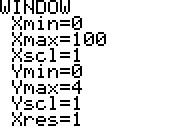 WINDOW
Xmin=0
Xmax=100
Xscl=1
Ymin=0
Ymax=4
Yscl=1
Xres=1